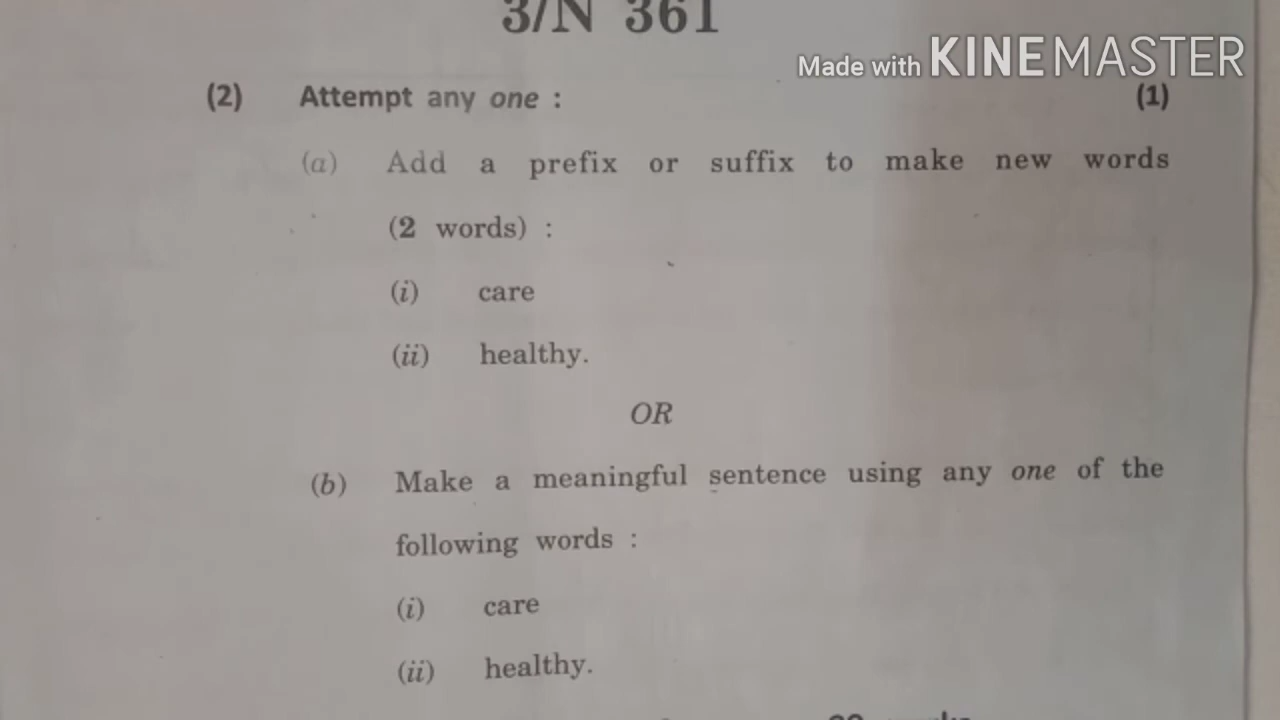 3/N 361
Made with KINEMASTER
(2) Attempt any one : (1)
(a) Add a prefix or suffix to make new words
(2 words) :
(i) care
(ii) healthy.
OR
(b) Make a meaningful sentence using any one of the
following words :
(i) care
(ii) healthy.